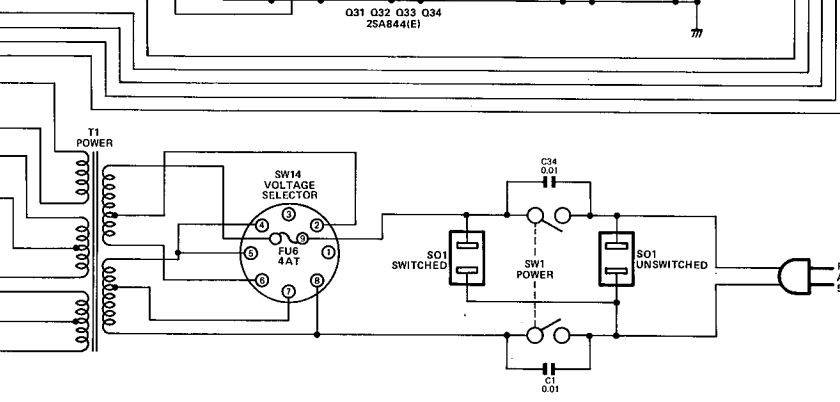 Q31 Q32 Q33 Q34
2SA844(E)
T1
POWER
SW14
VOLTAGE
SELECTOR
3
4
2
9
FU6
4AT
5
1
6
8
7
C34
0.01
SO1
SWITCHED
SW1
POWER
SO1
UNSWITCHED
C1
0.01